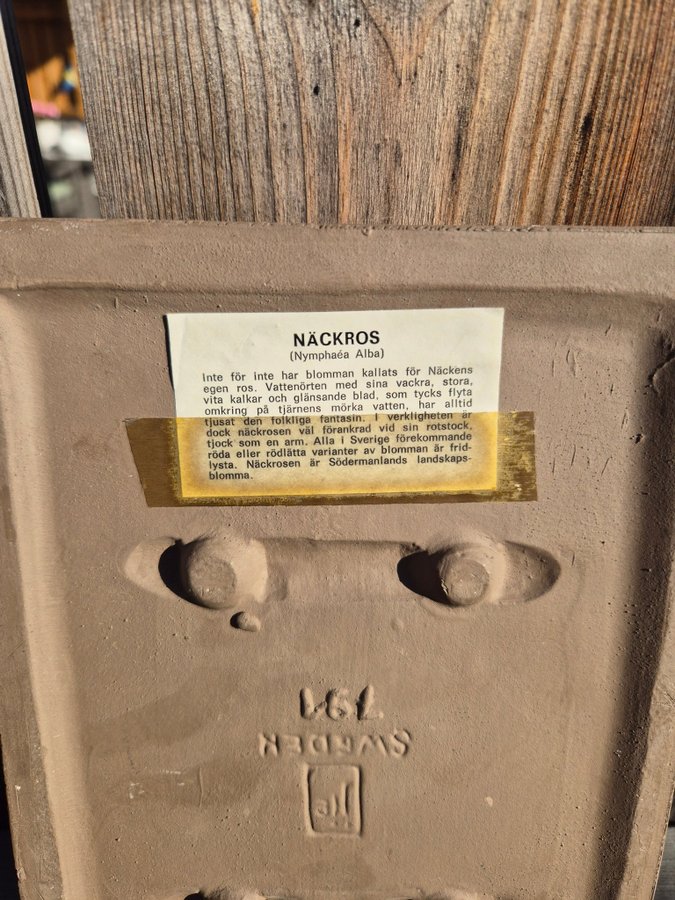 NÄCKROS
(Nymphaéa Alba)
Inte för inte har blomman kallats för Näckens
egen ros. Vattenörten med sina vackra, stora,
vita kalkar och glänsande blad, som tycks flyta
omkring på tjärnens mörka vatten, har alltid
tjusat den folkliga fantasin. I verkligheten är
dock näckrosen väl förankrad vid sin rotstock,
tjock som en arm. Alla i Sverige förekommande
röda eller rödlätta varianter av blomman är frid-
lysta. Näckrosen är Södermanlands landskaps-
blomma.
SWEDEN
791